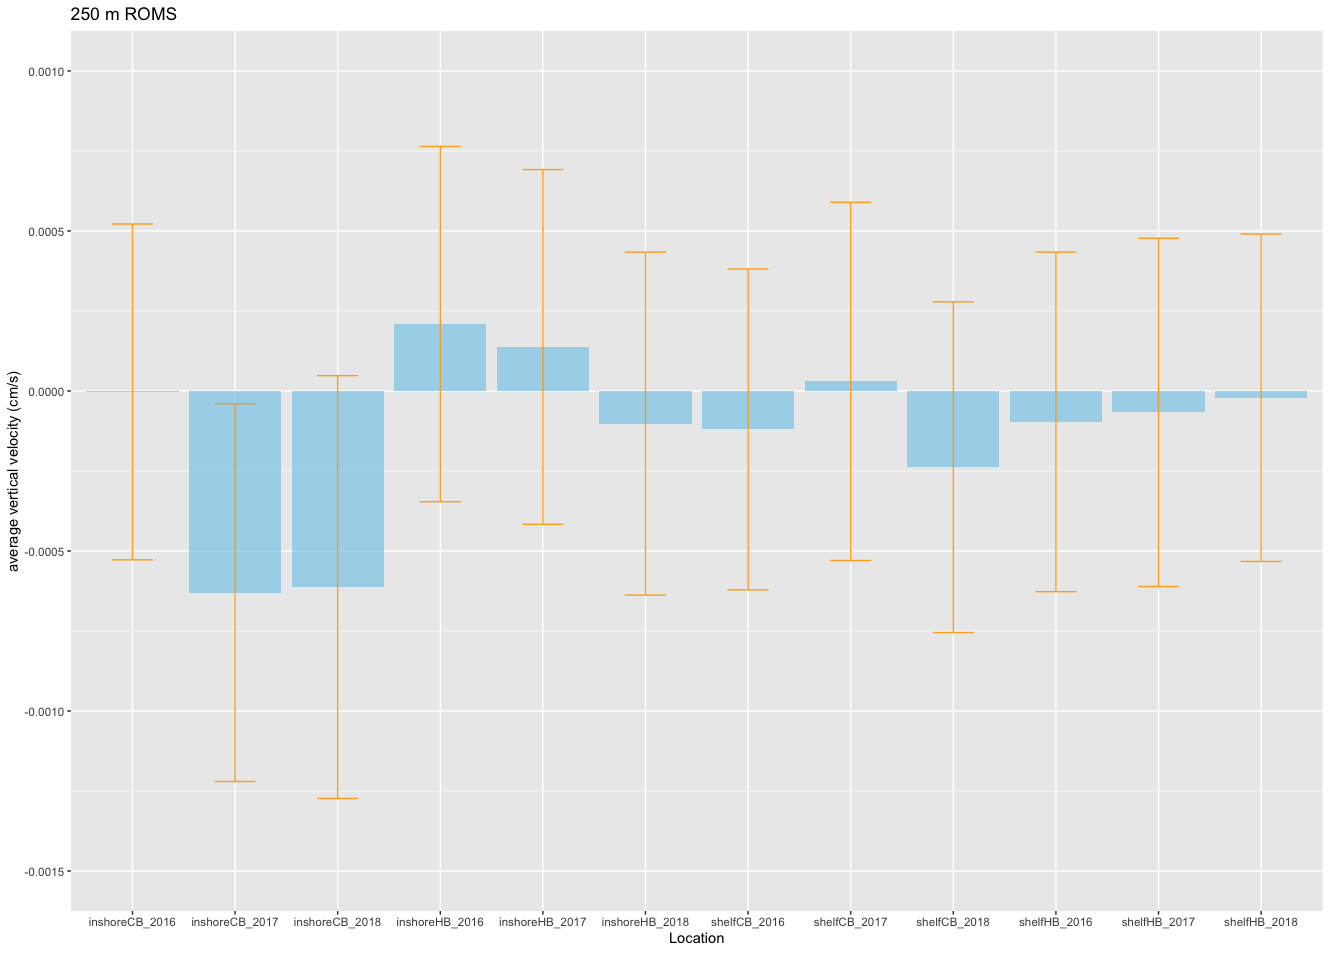 250 m ROMS
average vertical velocity (cm/s)
0.0010
0.0005
0.0000
-0.0005
-0.0010
-0.0015
inshoreCB_2016 inshoreCB_2017 inshoreCB_2018 inshoreHB_2016 inshoreHB_2017 inshoreHB_2018 shelfCB_2016 shelfCB_2017 shelfCB_2018 shelfHB_2016 shelfHB_2017 shelfHB_2018
Location